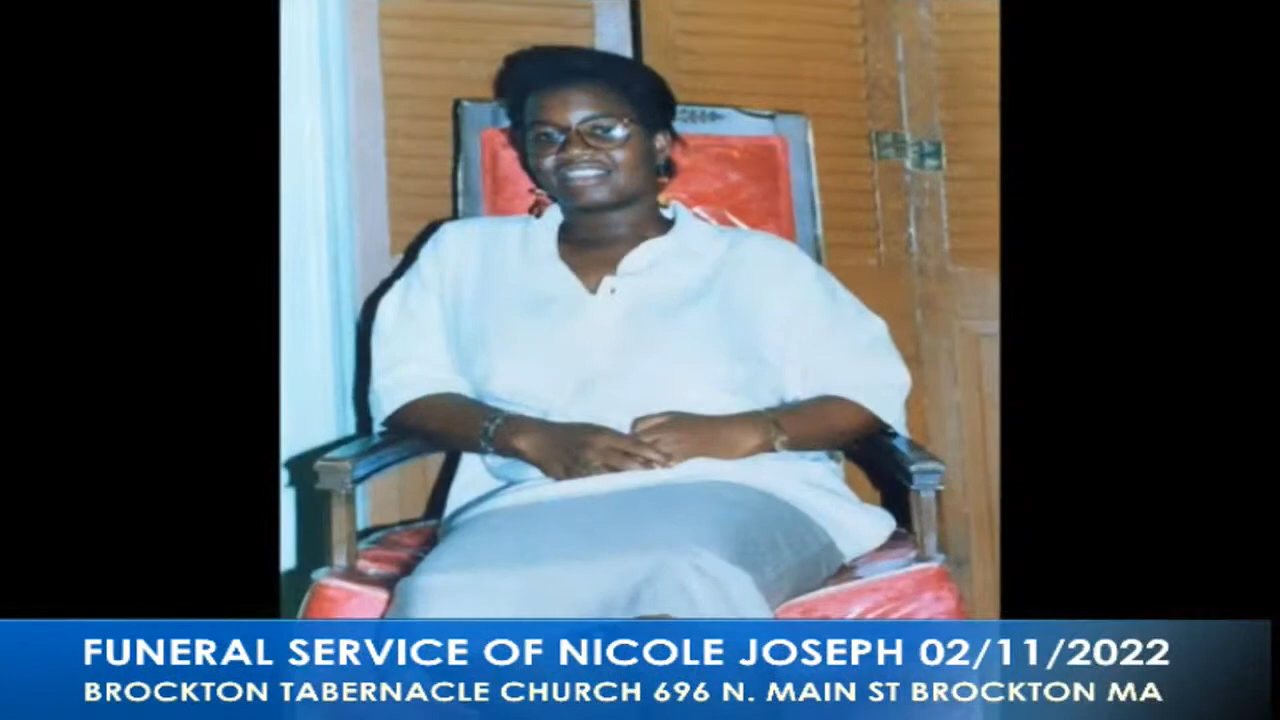 FUNERAL SERVICE OF NICOLE JOSEPH 02/11/2022
BROCKTON TABERNACLE CHURCH 696 N. MAIN ST BROCKTON MA